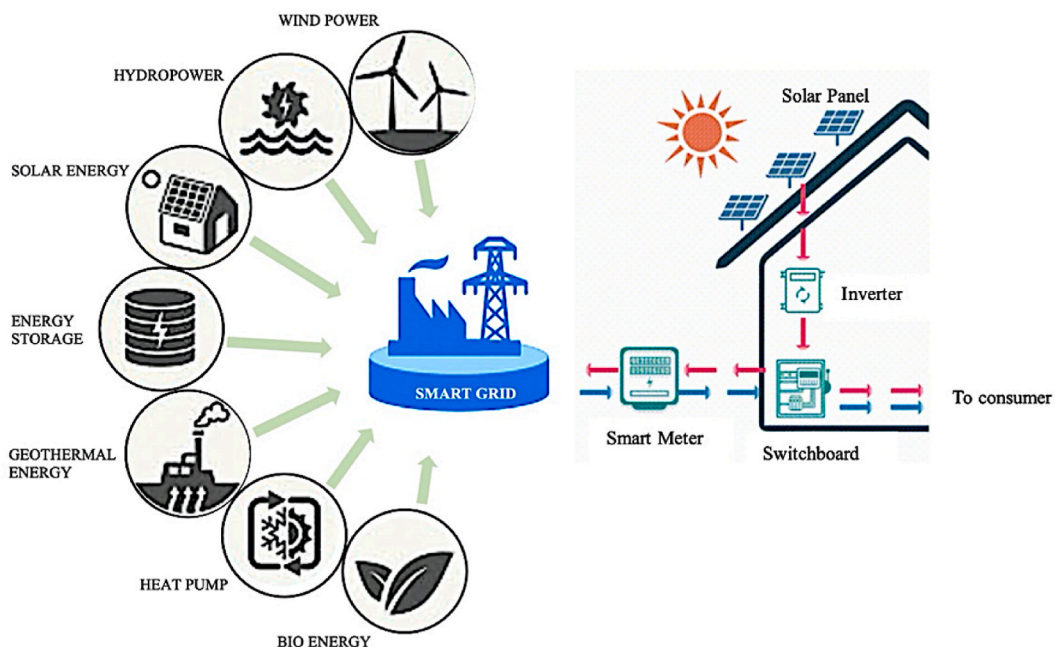 WIND POWER
HYDROPOWER
SOLAR ENERGY
ENERGY
STORAGE
GEOTHERMAL
ENERGY
HEAT PUMP
BIO ENERGY
SMART GRID
Solar Panel
Inverter
Smart Meter
Switchboard
To consumer